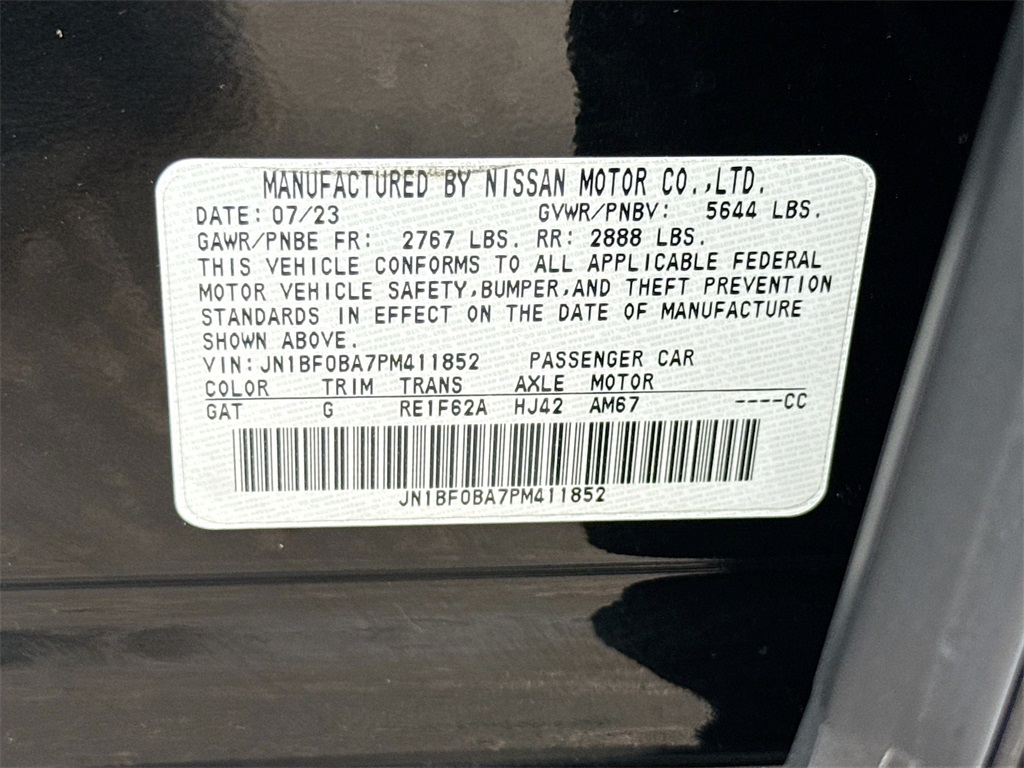 MANUFACTURED BY NISSAN MOTOR CO.,LTD.
DATE: 07/23 GVWR/PNBV: 5644 LBS.
GAWR/PNBE FR: 2767 LBS. RR: 2888 LBS.
THIS VEHICLE CONFORMS TO ALL APPLICABLE FEDERAL
MOTOR VEHICLE SAFETY,BUMPER,AND THEFT PREVENTION
STANDARDS IN EFFECT ON THE DATE OF MANUFACTURE
SHOWN ABOVE.
VIN:JN1BF0BA7PM411852 PASSENGER CAR
COLOR TRIM TRANS AXLE MOTOR
GAT G RE1F62A HJ42 AM67 ----CC
JN1BF0BA7PM411852